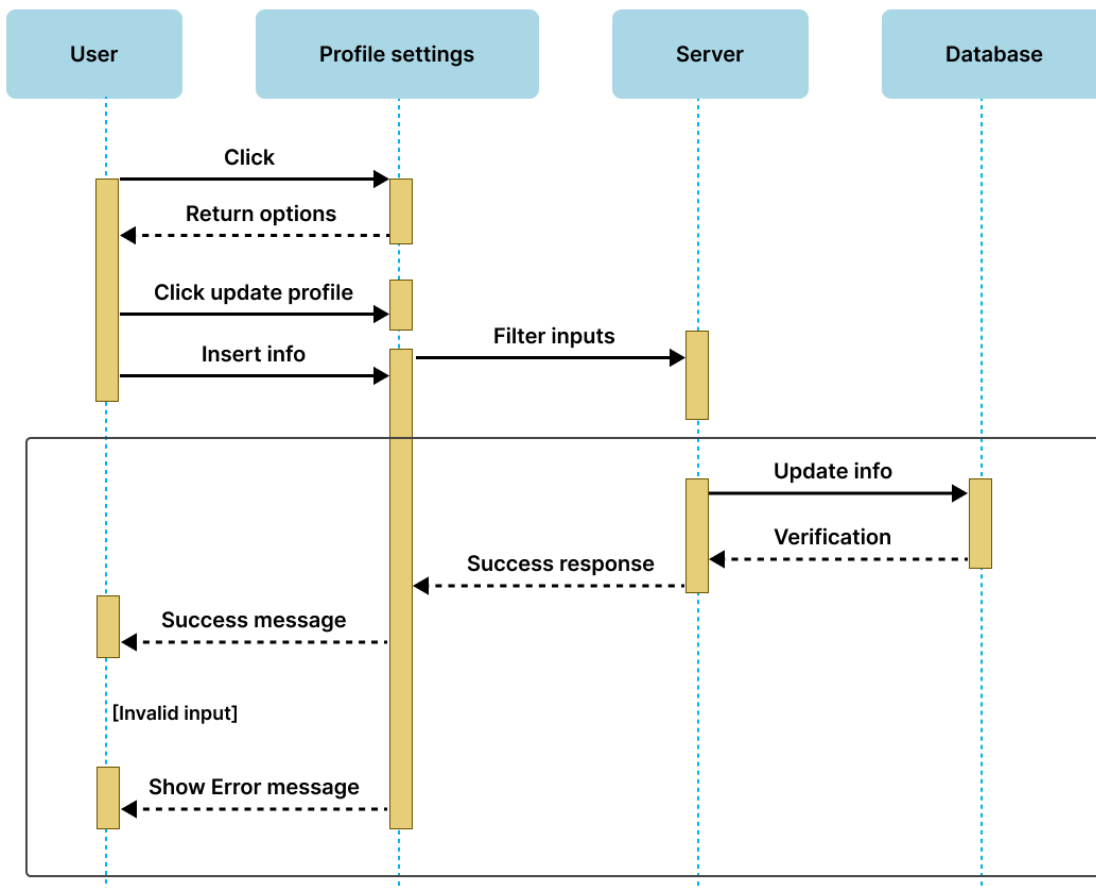 User
Profile settings
Server
Database
Click
Return options
Click update profile
Filter inputs
Insert info
Update info
Verification
Success response
Success message
[Invalid input]
Show Error message